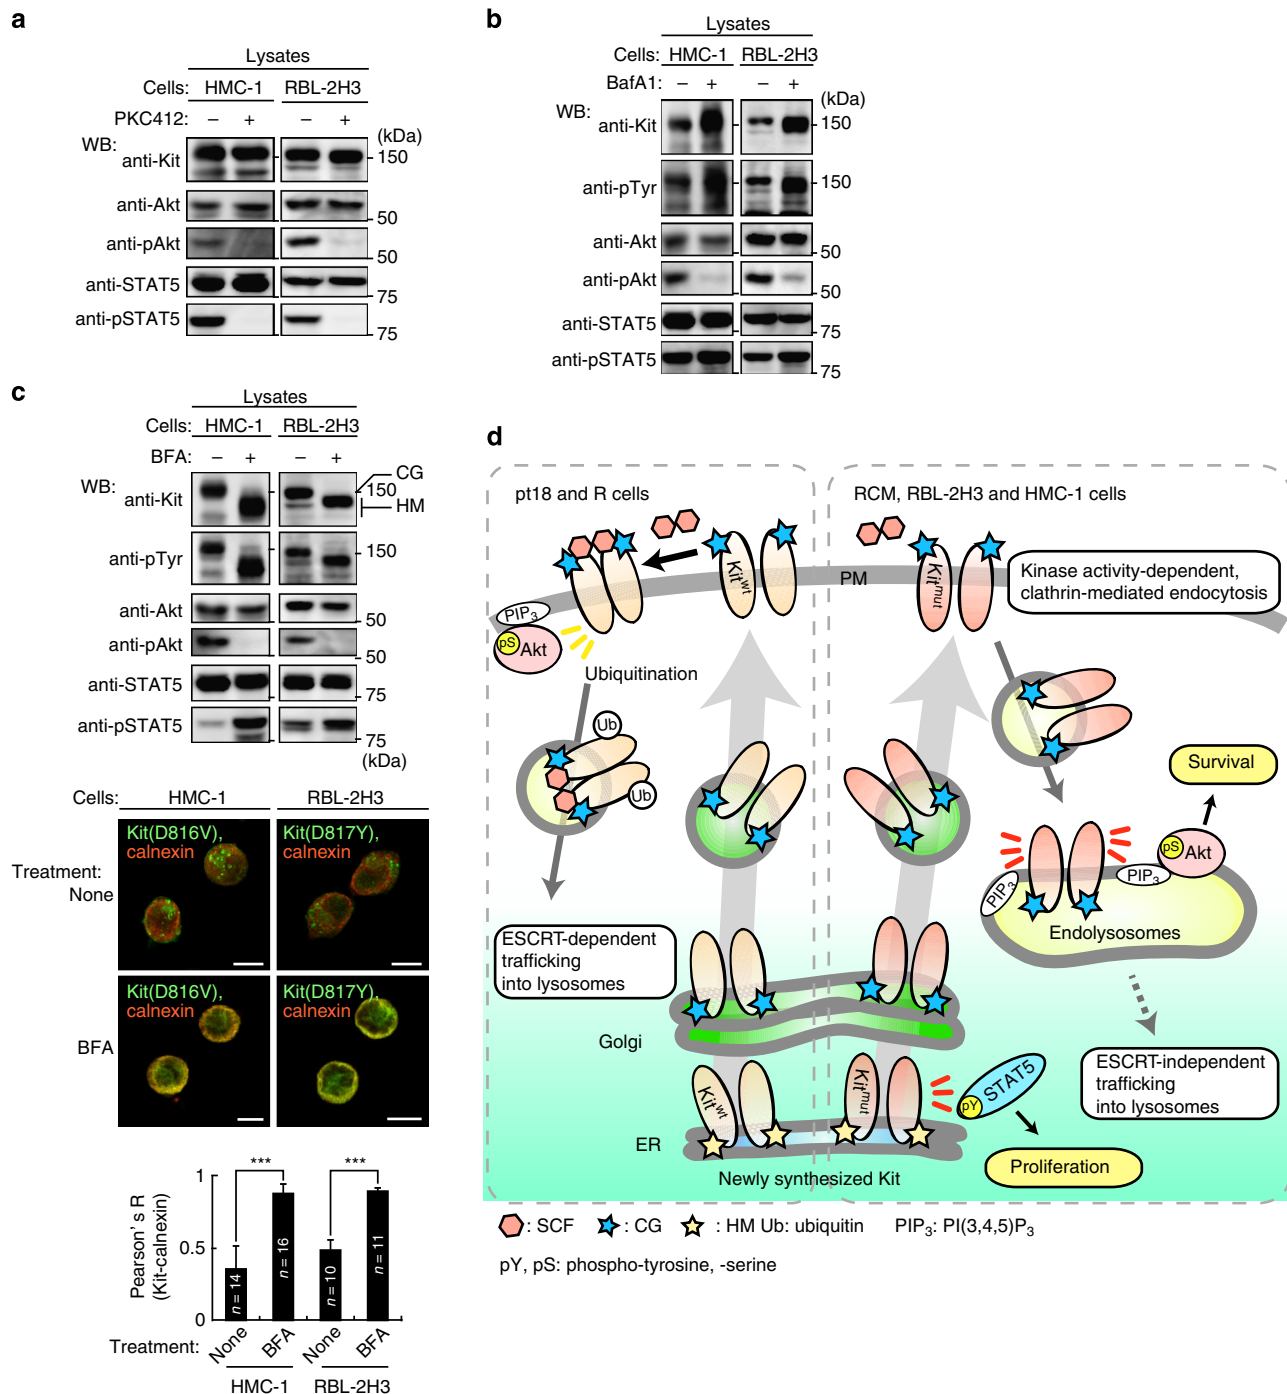 a
Lysates
Cells: HMC-1 RBL-2H3
PKC412: – + – +
(kDa)
WB: anti-Kit 150
anti-Akt 50
anti-pAkt 50
anti-STAT5 75
anti-pSTAT5 75
b
Lysates
Cells: HMC-1 RBL-2H3
BafA1: – + – +
(kDa)
WB: anti-Kit 150
anti-pTyr 150
anti-Akt 50
anti-pAkt 50
anti-STAT5
anti-pSTAT5 75
c
Lysates
Cells: HMC-1 RBL-2H3
BFA: – + – +
CG
WB: anti-Kit 150
HM
anti-pTyr 150
anti-Akt 50
anti-pAkt 50
anti-STAT5 75
anti-pSTAT5 75
(kDa)
Cells: HMC-1 RBL-2H3
Treatment: None
Kit(D816V), calnexin
Kit(D817Y), calnexin
BFA
Kit(D816V), calnexin
Kit(D817Y), calnexin
Pearson's R
(Kit-calnexin)
1
0.5
0
***
***
n = 14
n = 16
n = 10
n = 11
Treatment: None BFA None BFA
HMC-1 RBL-2H3
d
pt18 and R cells
RCM, RBL-2H3 and HMC-1 cells
Kitwt
PM
Kitmut
Kinase activity-dependent,
clathrin-mediated endocytosis
PIP3
pS
Akt
Ubiquitination
Ub
Ub
Survival
pS
Akt
PIP3
PIP3
Endolysosomes
ESCRT-dependent
trafficking
into lysosomes
Golgi
ESCRT-independent
trafficking
into lysosomes
Kitwt
Kitmut
STAT5
pY
ER
Newly synthesized Kit
Proliferation
: SCF : CG : HM Ub: ubiquitin PIP3: PI(3,4,5)P3
pY, pS: phospho-tyrosine, -serine